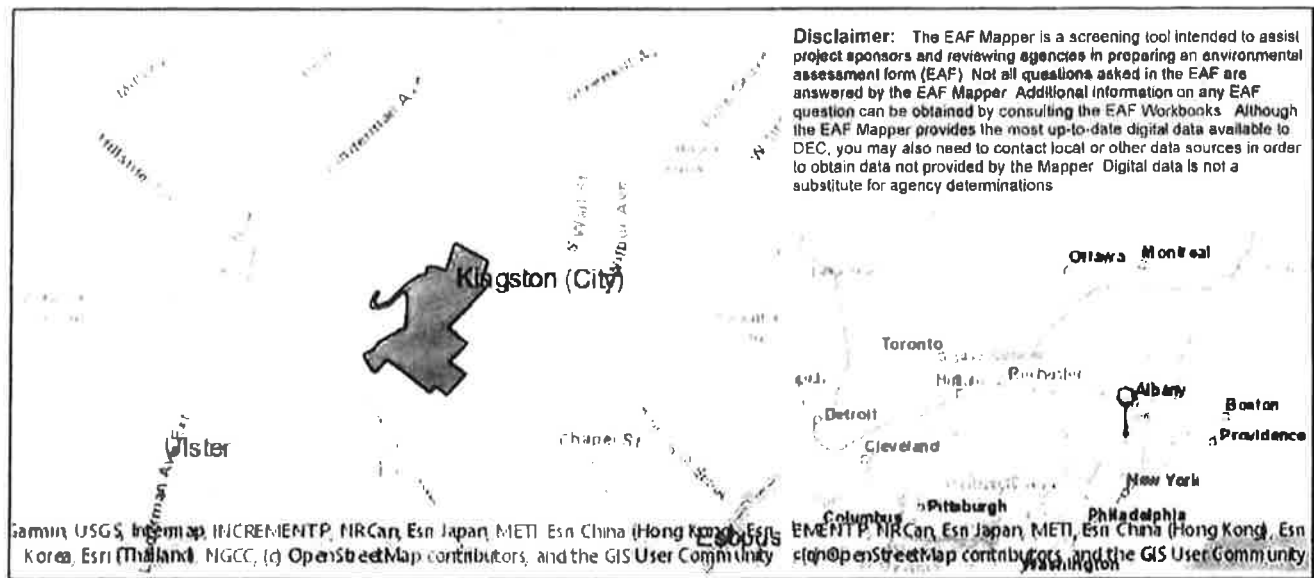 Disclaimer: The EAF Mapper is a screening tool intended to assist
project sponsors and reviewing agencies in preparing an environmental
assessment form (EAF) Not all questions asked in the EAF are
answered by the EAF Mapper Additional information on any EAF
question can be obtained by consulting the EAF Workbooks Although
the EAF Mapper provides the most up-to-date digital data available to
DEC, you may also need to contact local or other data sources in order
to obtain data not provided by the Mapper Digital data is not a
substitute for agency determinations
Hillside
S Wall St
Wilbur Ave
Kingston (City)
Ulster
Chapel St
Esopus
Garmin, USGS, Intermap, INCREMENT P, NRCan, Esri Japan, METI, Esri China (Hong Kong), Esri
Korea, Esri (Thailand), NGCC, (c) OpenStreetMap contributors, and the GIS User Community
Ottawa
Montreal
Toronto
Rochester
Albany
Detroit
Boston
Cleveland
Providence
New York
Pittsburgh
Columbus
Philadelphia
Washington
EMENT P, NRCan, Esri Japan, METI, Esri China (Hong Kong), Esri
OpenStreetMap contributors, and the GIS User Community